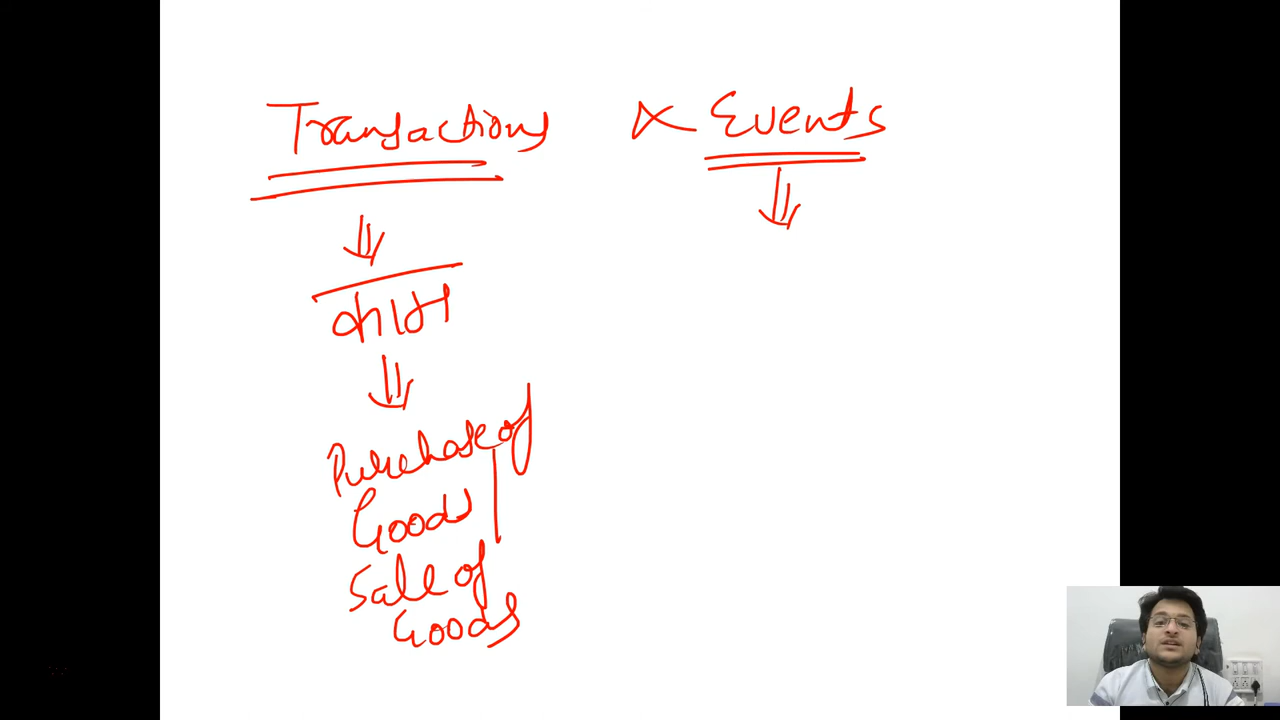 Transactions & Events
काम
Purchase of
Goods
Sale of
Goods